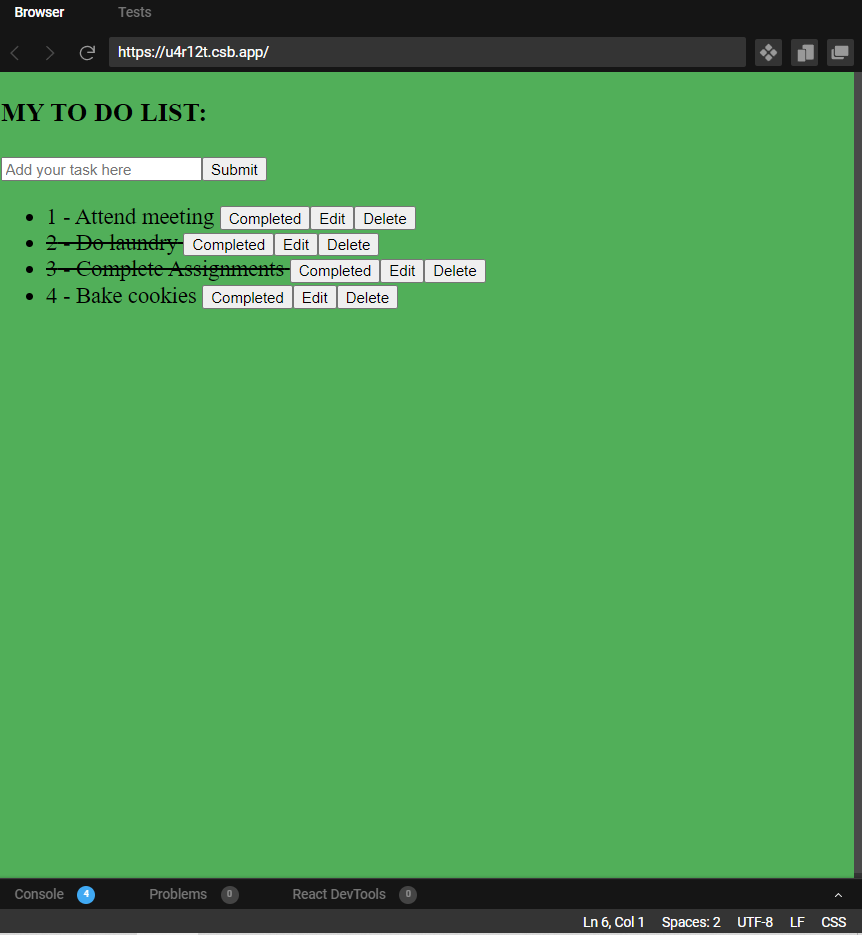 Browser Tests
https://u4r12t.csb.app/
MY TO DO LIST:
Add your task here Submit
1 - Attend meeting Completed Edit Delete
2 - Do laundry Completed Edit Delete
3 - Complete Assignments Completed Edit Delete
4 - Bake cookies Completed Edit Delete
Console 4 Problems 0 React DevTools 0
Ln 6, Col 1 Spaces: 2 UTF-8 LF CSS